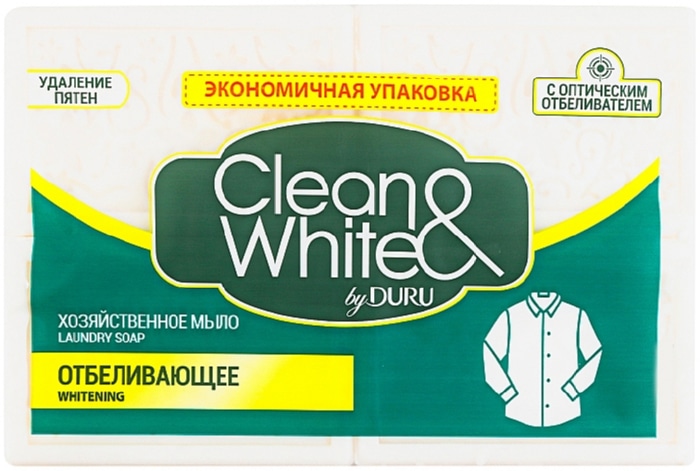 УДАЛЕНИЕ
ПЯТЕН
ЭКОНОМИЧНАЯ УПАКОВКА
С ОПТИЧЕСКИМ
ОТБЕЛИВАТЕЛЕМ
Clean &
White
by DURU
ХОЗЯЙСТВЕННОЕ МЫЛО
LAUNDRY SOAP
ОТБЕЛИВАЮЩЕЕ
WHITENING